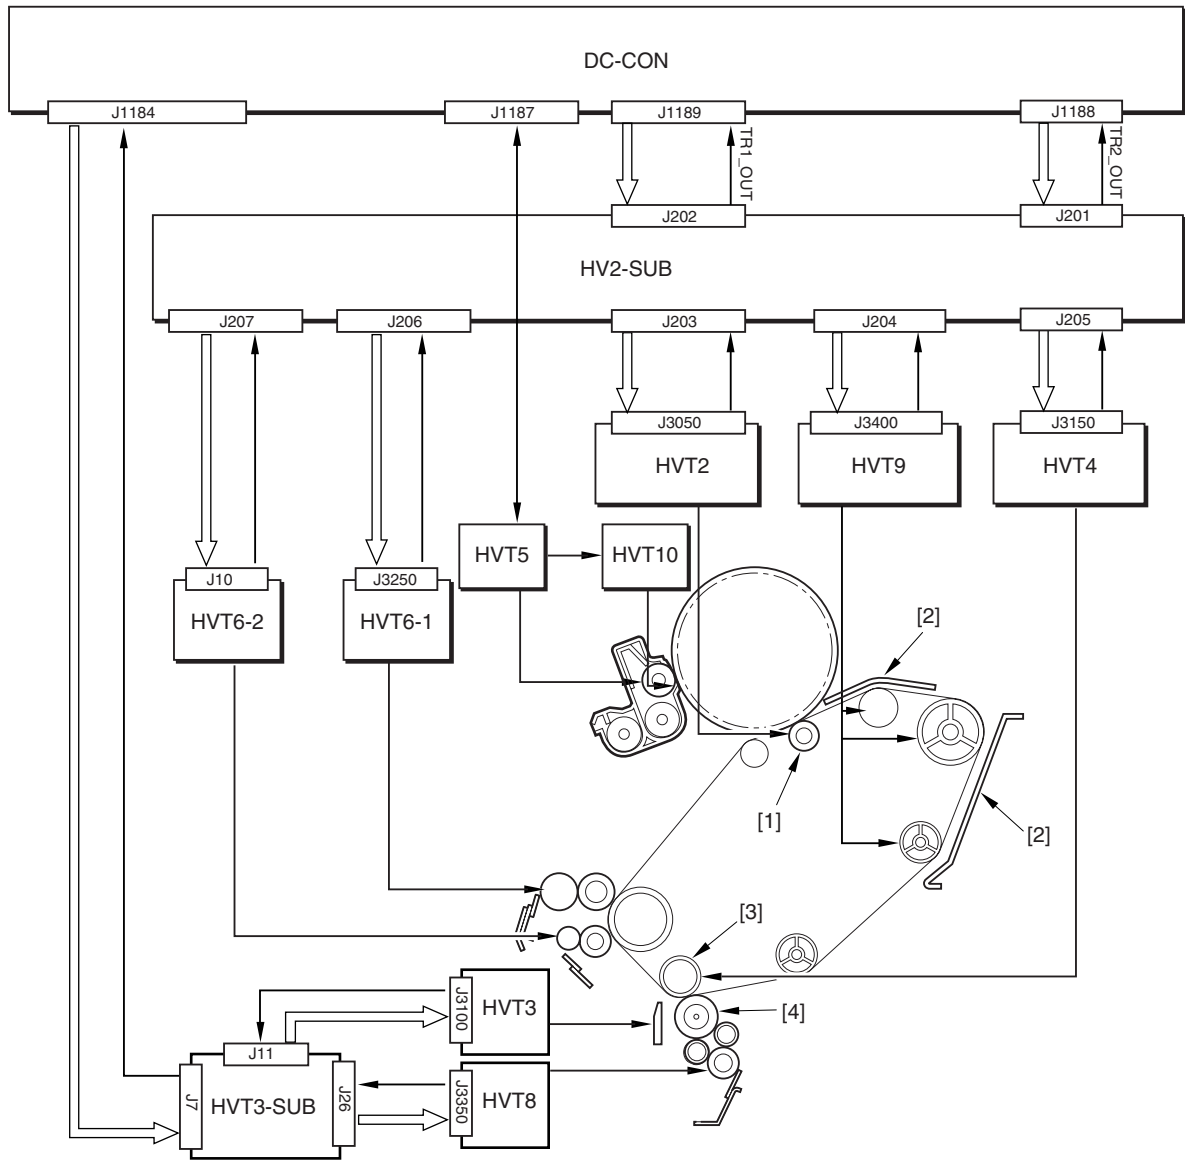 DC-CON
J1184
J1187
J1189
J1188
TR1_OUT
TR2_OUT
J202
J201
HV2-SUB
J207
J206
J203
J204
J205
J3050
J3400
J3150
HVT2
HVT9
HVT4
HVT5
HVT10
J10
J3250
HVT6-2
HVT6-1
[2]
[1]
[2]
[3]
[4]
J3100
HVT3
J11
J7
HVT3-SUB
J26
J3350
HVT8